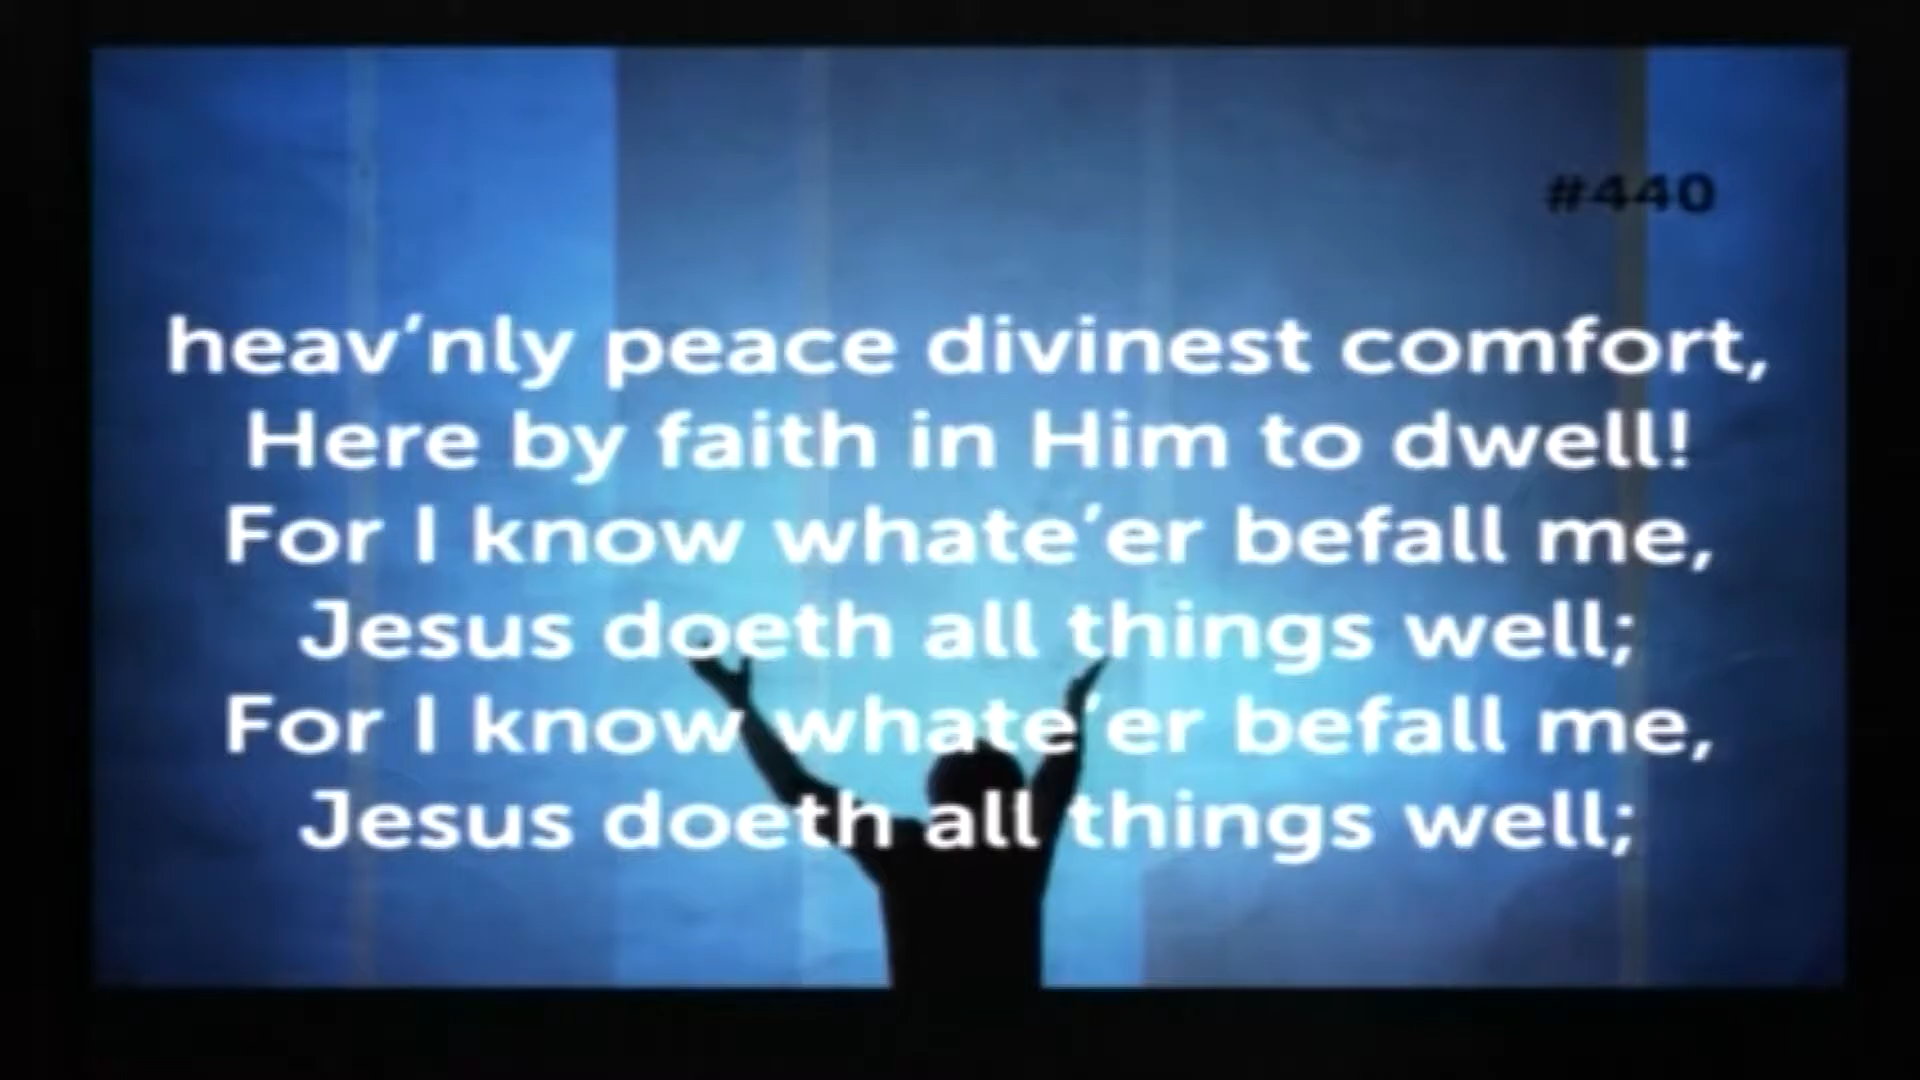 #440
heav'nly peace divinest comfort,
Here by faith in Him to dwell!
For I know whate'er befall me,
Jesus doeth all things well;
For I know whate'er befall me,
Jesus doeth all things well;